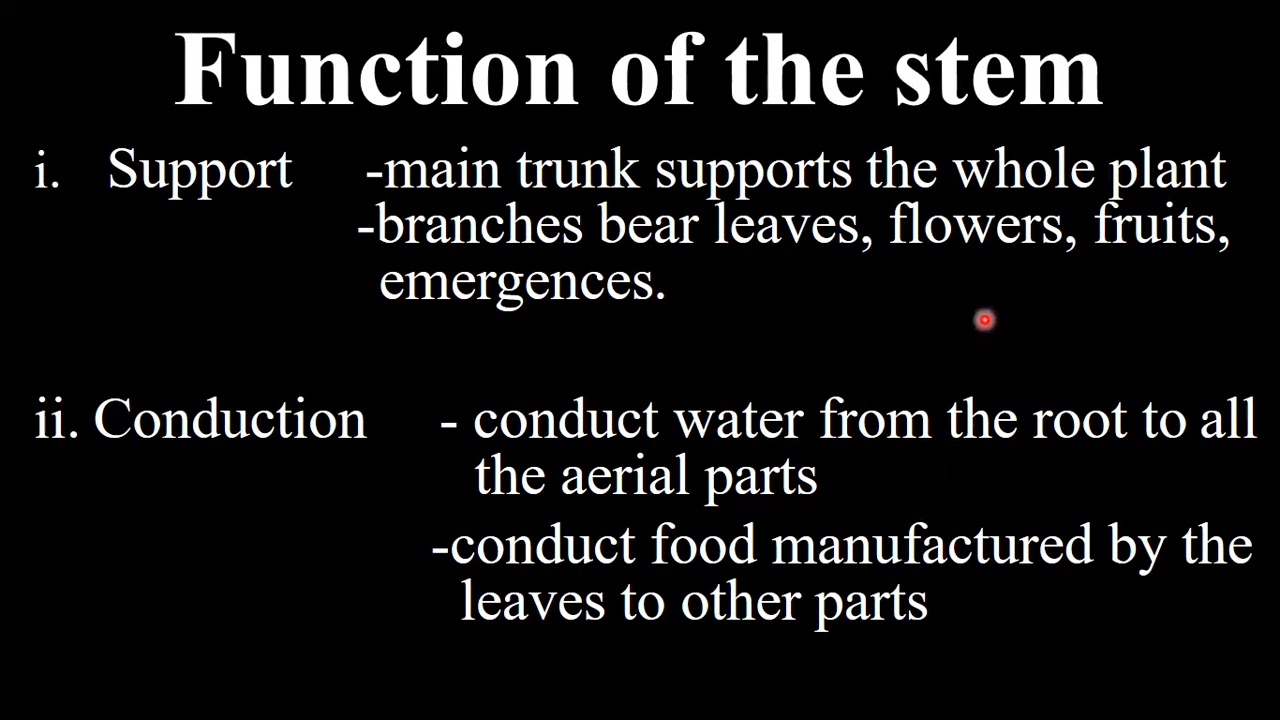 Function of the stem
i. Support -main trunk supports the whole plant
-branches bear leaves, flowers, fruits,
emergences.
ii. Conduction - conduct water from the root to all
the aerial parts
-conduct food manufactured by the
leaves to other parts